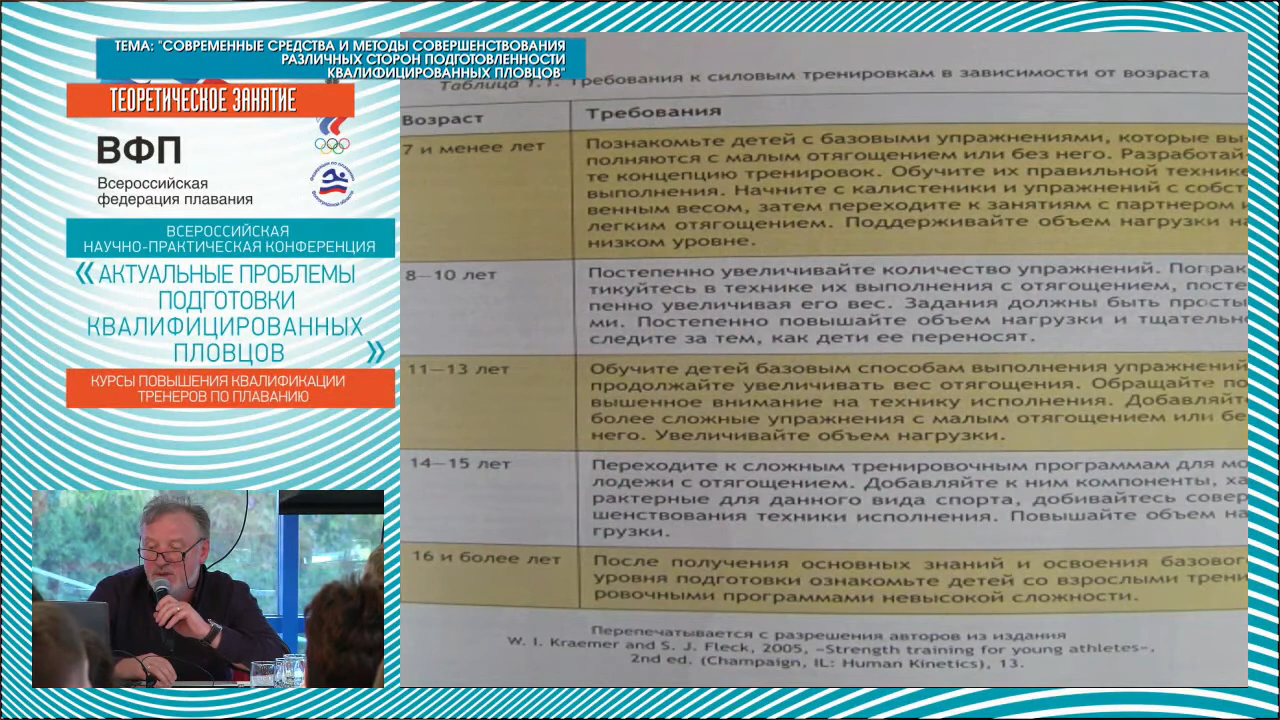 ТЕМА: "СОВРЕМЕННЫЕ СРЕДСТВА И МЕТОДЫ СОВЕРШЕНСТВОВАНИЯ
РАЗЛИЧНЫХ СТОРОН ПОДГОТОВЛЕННОСТИ
КВАЛИФИЦИРОВАННЫХ ПЛОВЦОВ"
ТЕОРЕТИЧЕСКОЕ ЗАНЯТИЕ
ВФП
Всероссийская
федерация плавания
ВСЕРОССИЙСКАЯ
НАУЧНО-ПРАКТИЧЕСКАЯ КОНФЕРЕНЦИЯ
«АКТУАЛЬНЫЕ ПРОБЛЕМЫ
ПОДГОТОВКИ
КВАЛИФИЦИРОВАННЫХ
ПЛОВЦОВ»
КУРСЫ ПОВЫШЕНИЯ КВАЛИФИКАЦИИ
ТРЕНЕРОВ ПО ПЛАВАНИЮ
Таблица 1.1. Требования к силовым тренировкам в зависимости от возраста
Возраст
Требования
7 и менее лет
Познакомьте детей с базовыми упражнениями, которые вы
полняются с малым отягощением или без него. Разработай
те концепцию тренировок. Обучите их правильной технике
выполнения. Начните с калистеники и упражнений с собст
венным весом, затем переходите к занятиям с партнером и
легким отягощением. Поддерживайте объем нагрузки на
низком уровне.
8—10 лет
Постепенно увеличивайте количество упражнений. Попрак
тикуйтесь в технике их выполнения с отягощением, посте
пенно увеличивая его вес. Задания должны быть просты
ми. Постепенно повышайте объем нагрузки и тщательно
следите за тем, как дети ее переносят.
11—13 лет
Обучите детей базовым способам выполнения упражнений
продолжайте увеличивать вес отягощения. Обращайте по
вышенное внимание на технику исполнения. Добавляйте
более сложные упражнения с малым отягощением или бе
него. Увеличивайте объем нагрузки.
14—15 лет
Переходите к сложным тренировочным программам для мо
лодежи с отягощением. Добавляйте к ним компоненты, ха
рактерные для данного вида спорта, добивайтесь совер
шенствования техники исполнения. Повышайте объем на
грузки.
16 и более лет
После получения основных знаний и освоения базовог
уровня подготовки ознакомьте детей со взрослыми трени
ровочными программами невысокой сложности.
Перепечатывается с разрешения авторов из издания
W. I. Kraemer and S. J. Fleck, 2005, «Strength training for young athletes»,
2nd ed. (Champaign, IL: Human Kinetics), 13.